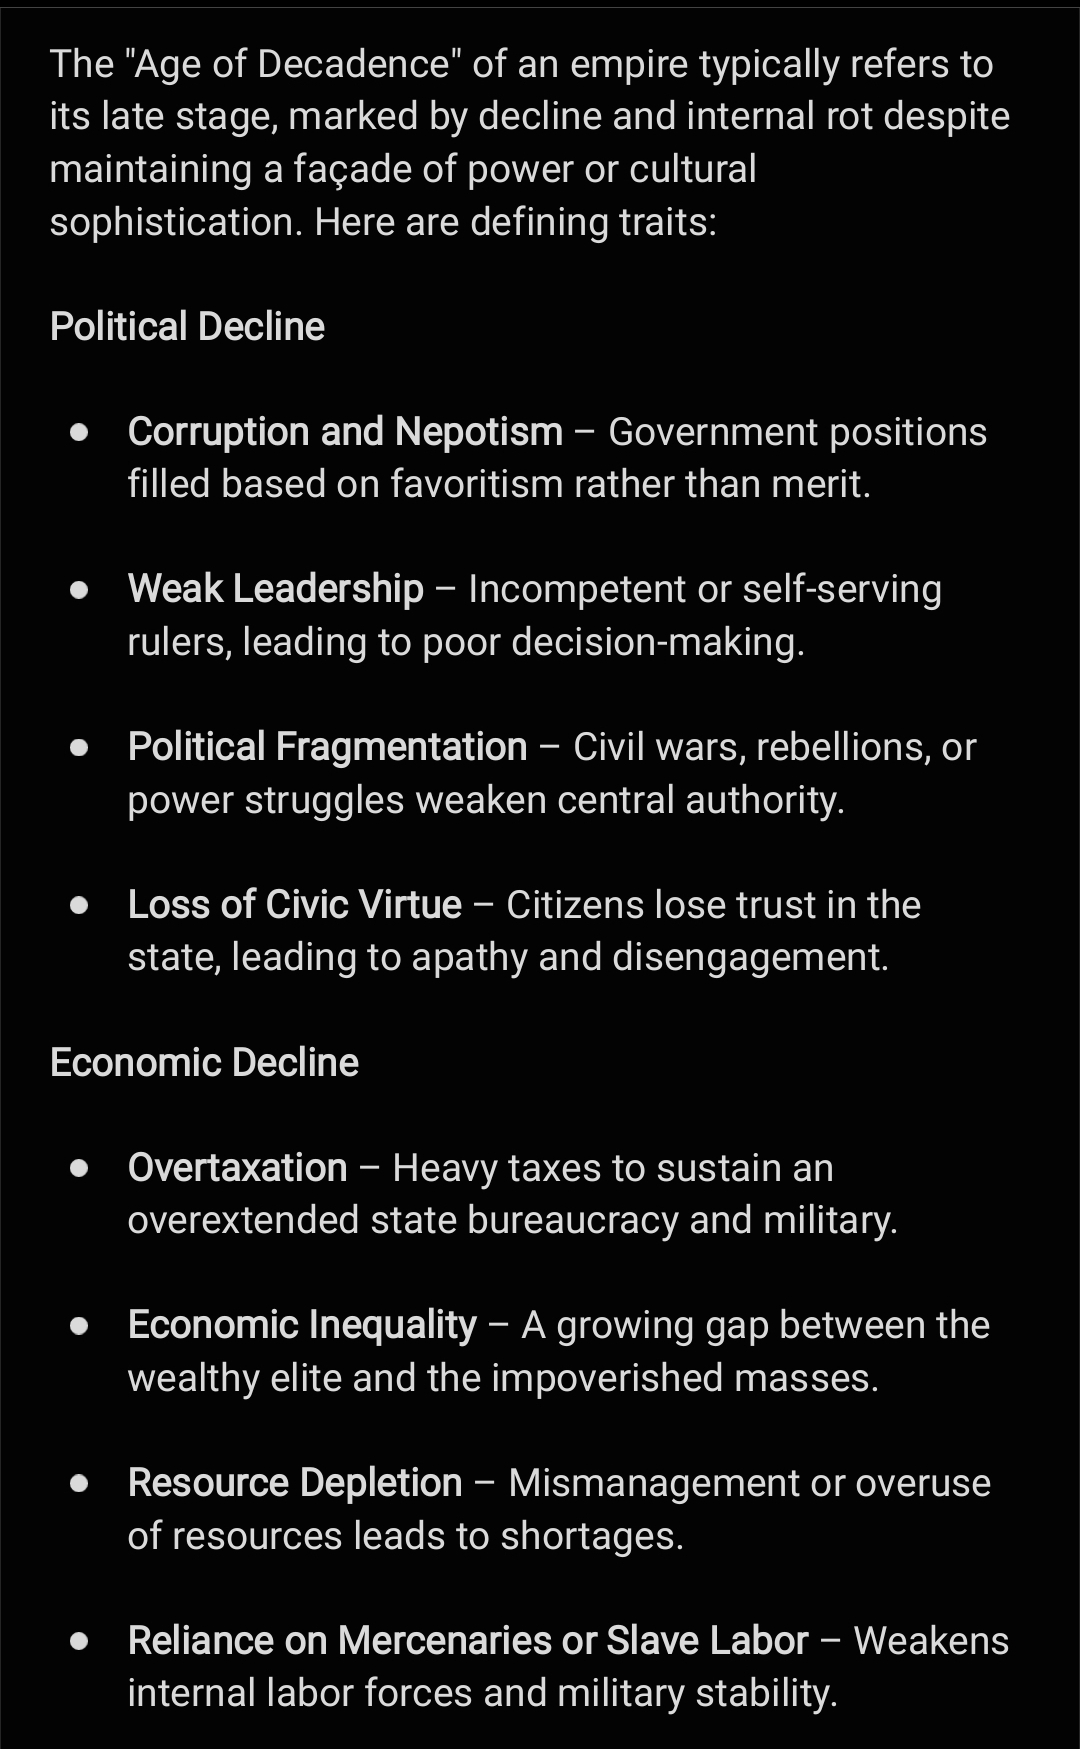 The "Age of Decadence" of an empire typically refers to
its late stage, marked by decline and internal rot despite
maintaining a façade of power or cultural
sophistication. Here are defining traits:
Political Decline
● Corruption and Nepotism – Government positions
filled based on favoritism rather than merit.
● Weak Leadership – Incompetent or self-serving
rulers, leading to poor decision-making.
● Political Fragmentation – Civil wars, rebellions, or
power struggles weaken central authority.
● Loss of Civic Virtue – Citizens lose trust in the
state, leading to apathy and disengagement.
Economic Decline
● Overtaxation – Heavy taxes to sustain an
overextended state bureaucracy and military.
● Economic Inequality – A growing gap between the
wealthy elite and the impoverished masses.
● Resource Depletion – Mismanagement or overuse
of resources leads to shortages.
● Reliance on Mercenaries or Slave Labor – Weakens
internal labor forces and military stability.